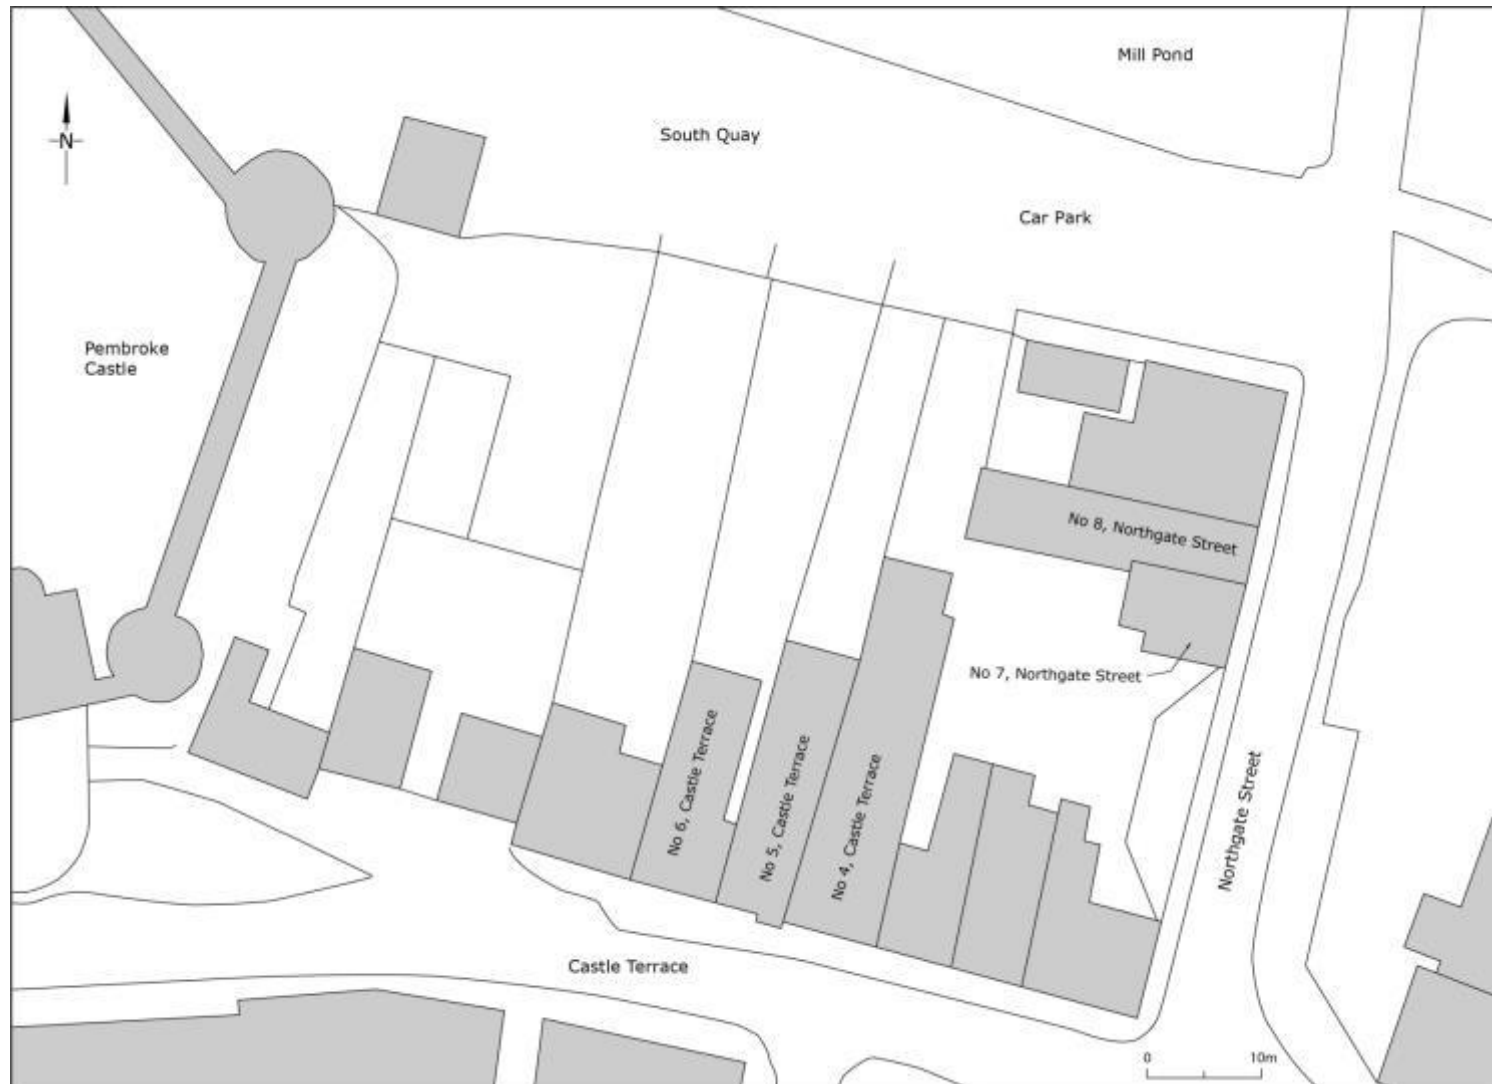 Mill Pond
N
South Quay
Car Park
Pembroke
Castle
No 8, Northgate Street
No 7, Northgate Street
No 6, Castle Terrace
No 5, Castle Terrace
No 4, Castle Terrace
Northgate Street
Castle Terrace
0 10m